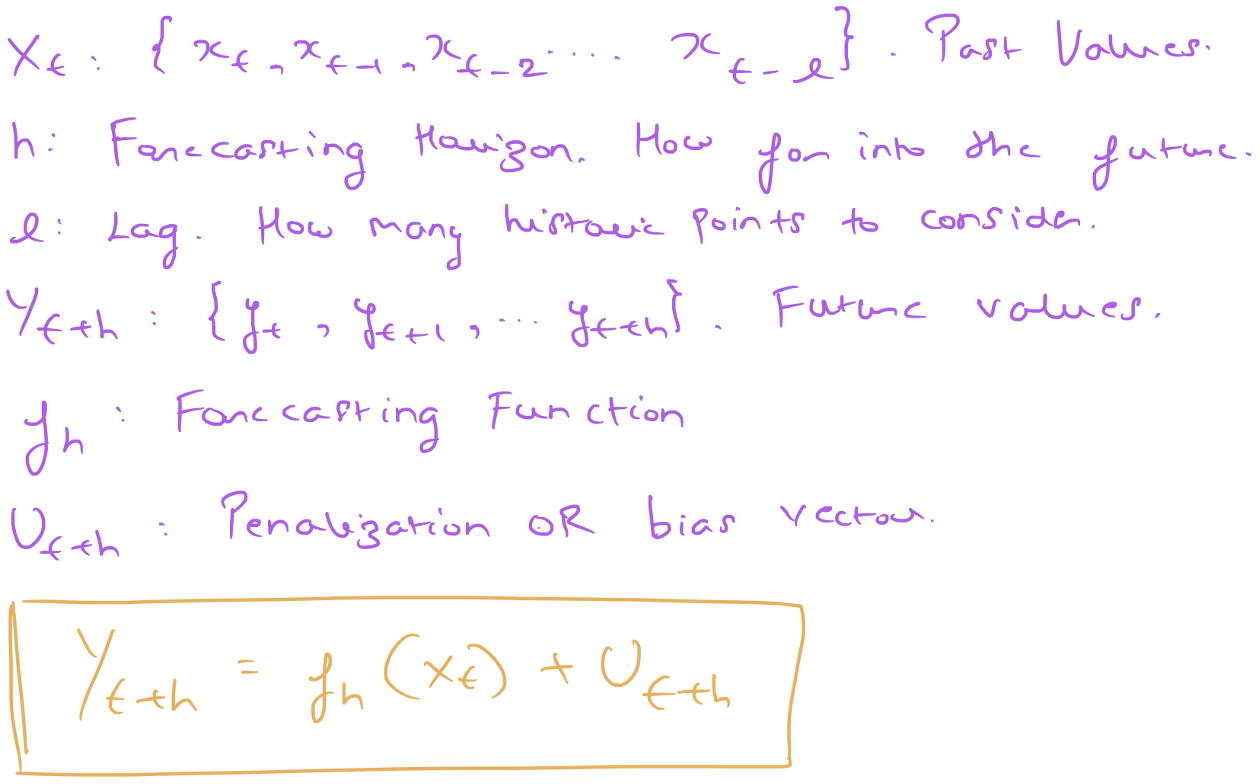 X_t : { x_t, x_{t-1}, x_{t-2} .... x_{t-l} }. Past Values.
h: Forecasting Horizon. How far into the future.
l: Lag. How many historic points to consider.
Y_{t+h} : { y_t, y_{t+1}, ... y_{t+h} }. Future values.
f_h : Forecasting Function
U_{t+h} : Penalization OR bias vector.
Y_{t+h} = f_h (X_t) + U_{t+h}